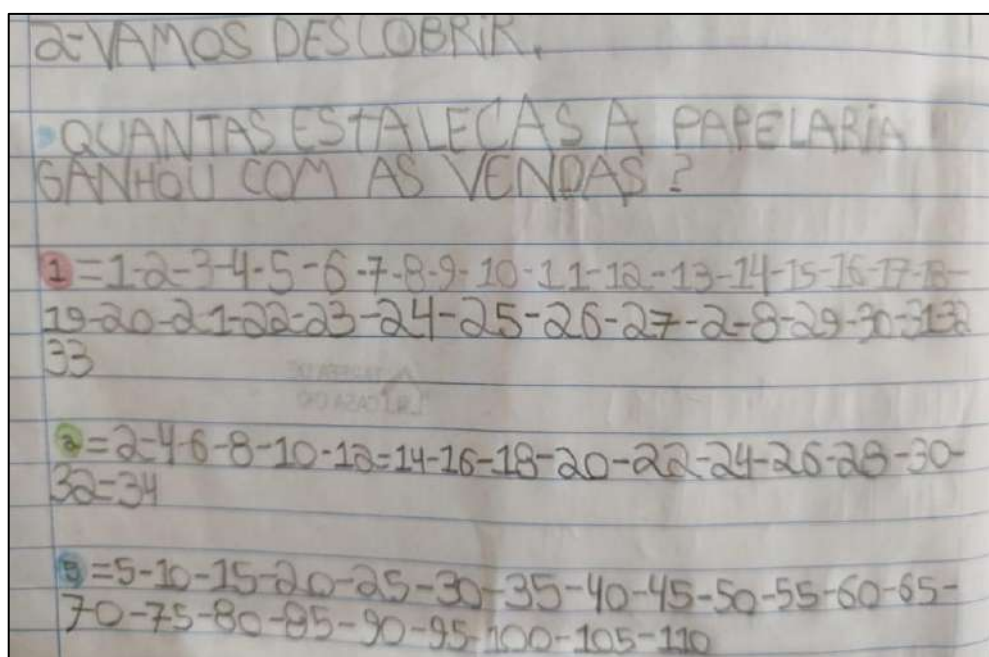 2-VAMOS DESCOBRIR.
•QUANTAS ESTALECAS A PAPELARIA
GANHOU COM AS VENDAS?
1=1-2-3-4-5-6-7-8-9-10-11-12-13-14-15-16-17-18-
19-20-21-22-23-24-25-26-27-2-8-29-30-3132
33
2=2-4-6-8-10-12=14-16-18-20-22-24-26-28-30-
32-34
5=5-10-15-20-25-30-35-40-45-50-55-60-65-
70-75-80-85-90-95-100-105-110